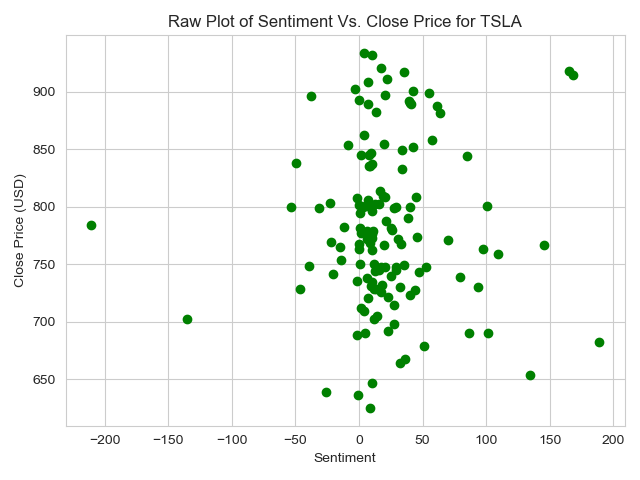 Raw Plot of Sentiment Vs. Close Price for TSLA
Close Price (USD)
900
850
800
750
700
650
−200 −150 −100 −50 0 50 100 150 200
Sentiment